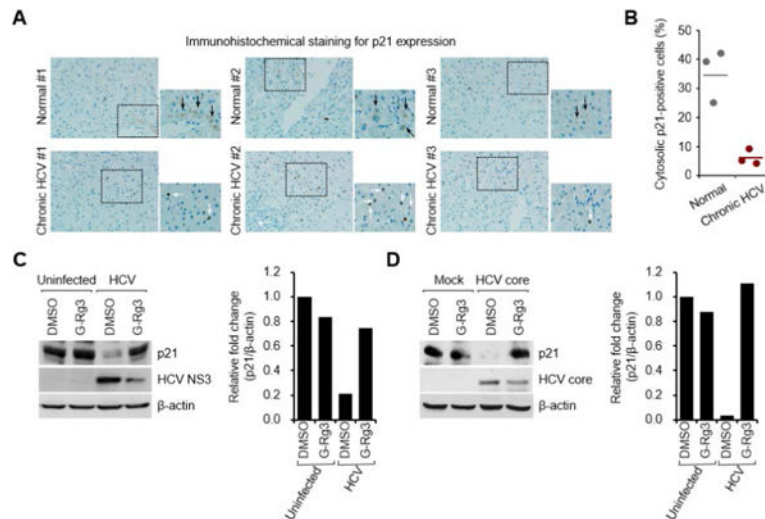 A
Immunohistochemical staining for p21 expression
Normal #1
Normal #2
Normal #3
Chronic HCV #1
Chronic HCV #2
Chronic HCV #3
B
Cytosolic p21-positive cells (%)
50
40
30
20
10
0
Normal
Chronic HCV
C
Uninfected HCV
DMSO
G-Rg3
DMSO
G-Rg3
p21
HCV NS3
β-actin
Relative fold change
(p21/β-actin)
1.2
1.0
0.8
0.6
0.4
0.2
0.0
DMSO
G-Rg3
DMSO
G-Rg3
Uninfected
HCV
D
Mock HCV core
DMSO
G-Rg3
DMSO
G-Rg3
p21
HCV core
β-actin
Relative fold change
(p21/β-actin)
1.2
1.0
0.8
0.6
0.4
0.2
0.0
DMSO
G-Rg3
DMSO
G-Rg3
Uninfected
HCV